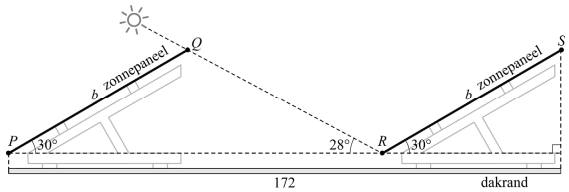 Q
S
b zonnepaneel
b zonnepaneel
P
30°
28°
R
30°
172
dakrand